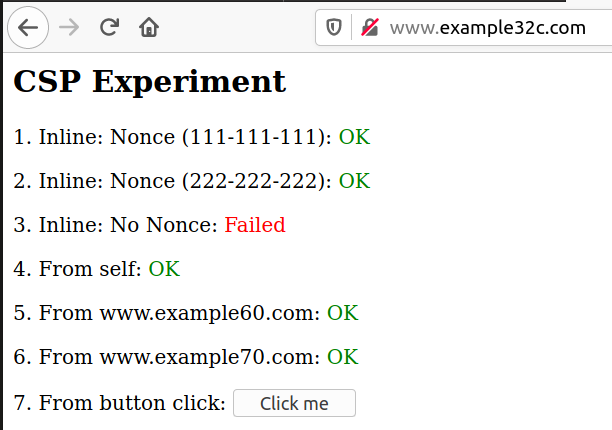 www.example32c.com
CSP Experiment
1. Inline: Nonce (111-111-111): OK
2. Inline: Nonce (222-222-222): OK
3. Inline: No Nonce: Failed
4. From self: OK
5. From www.example60.com: OK
6. From www.example70.com: OK
7. From button click: Click me